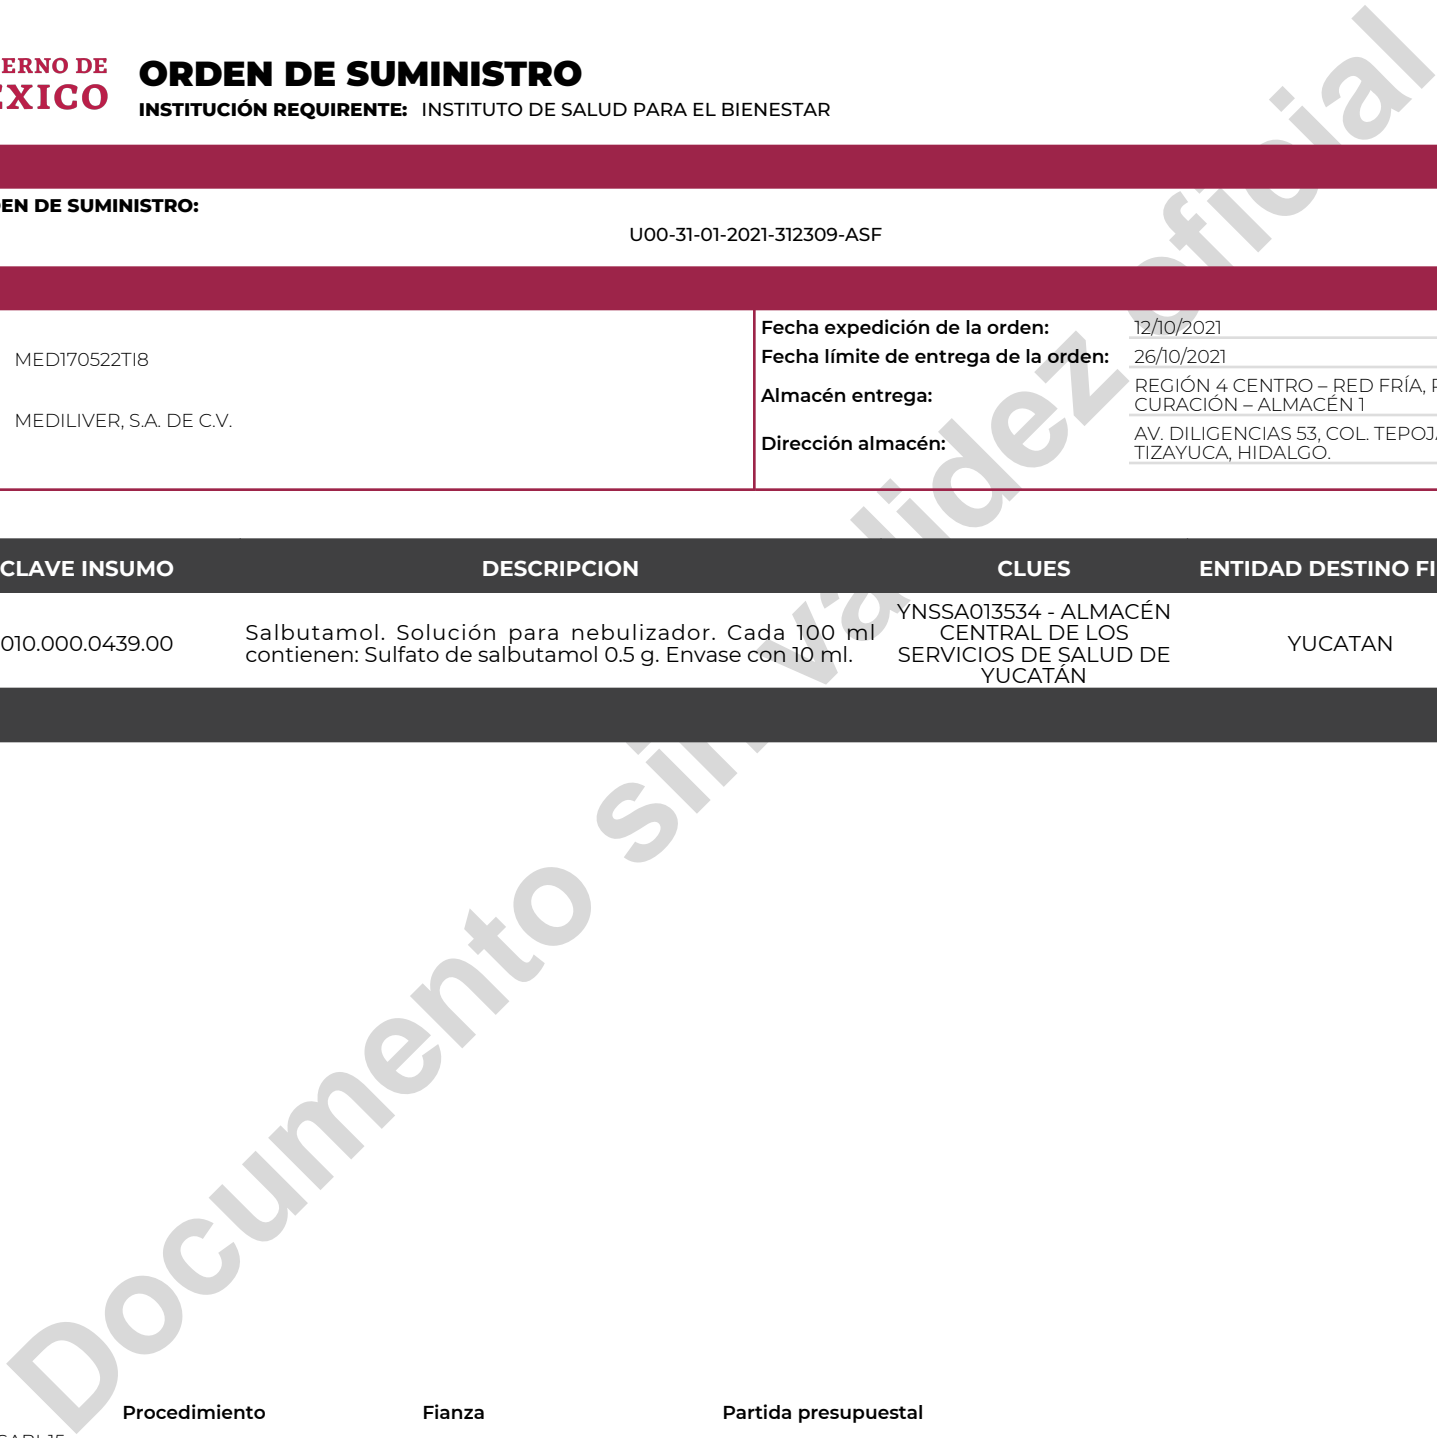 ERNO DE
ORDEN DE SUMINISTRO
EXICO
INSTITUCIÓN REQUIRENTE: INSTITUTO DE SALUD PARA EL BIENESTAR
EN DE SUMINISTRO:
U00-31-01-2021-312309-ASF
MED170522TI8
MEDILIVER, S.A. DE C.V.
Fecha expedición de la orden: 12/10/2021
Fecha límite de entrega de la orden: 26/10/2021
Almacén entrega:
REGIÓN 4 CENTRO – RED FRÍA,
CURACIÓN – ALMACÉN 1
Dirección almacén:
AV. DILIGENCIAS 53, COL. TEPOJA
TIZAYUCA, HIDALGO.
CLAVE INSUMO DESCRIPCION CLUES ENTIDAD DESTINO FI
010.000.0439.00
Salbutamol. Solución para nebulizador. Cada 100 ml
contienen: Sulfato de salbutamol 0.5 g. Envase con 10 ml.
YNSSA013534 - ALMACÉN
CENTRAL DE LOS
SERVICIOS DE SALUD DE
YUCATÁN
YUCATAN
Documento sin validez oficial
Procedimiento Fianza Partida presupuestal